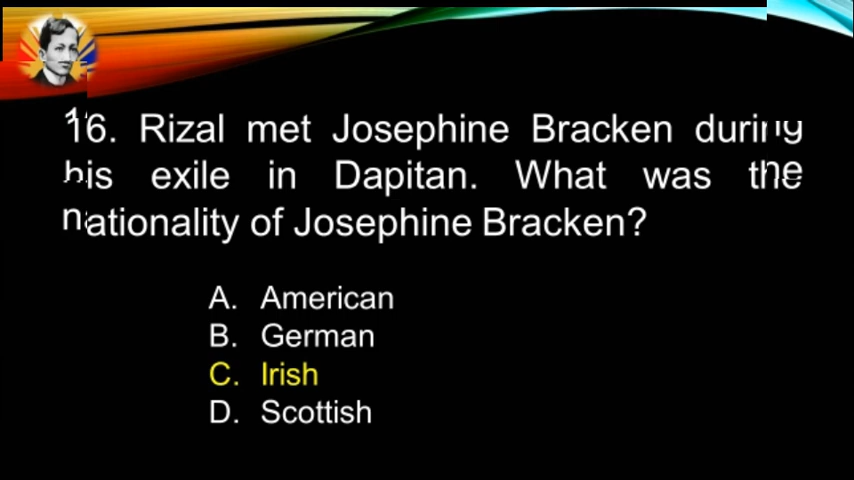 16. Rizal met Josephine Bracken during
his exile in Dapitan. What was the
nationality of Josephine Bracken?
A. American
B. German
C. Irish
D. Scottish